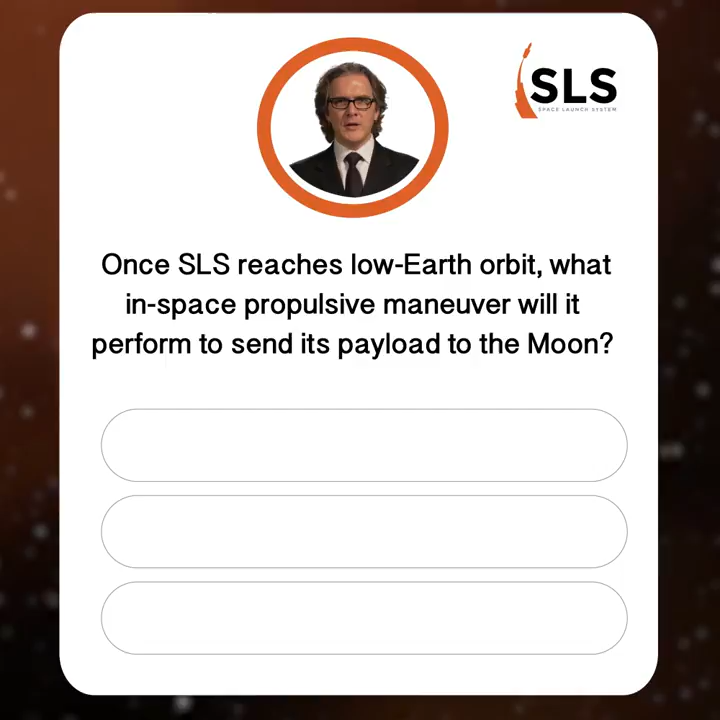 SLS
SPACE LAUNCH SYSTEM
Once SLS reaches low-Earth orbit, what
in-space propulsive maneuver will it
perform to send its payload to the Moon?